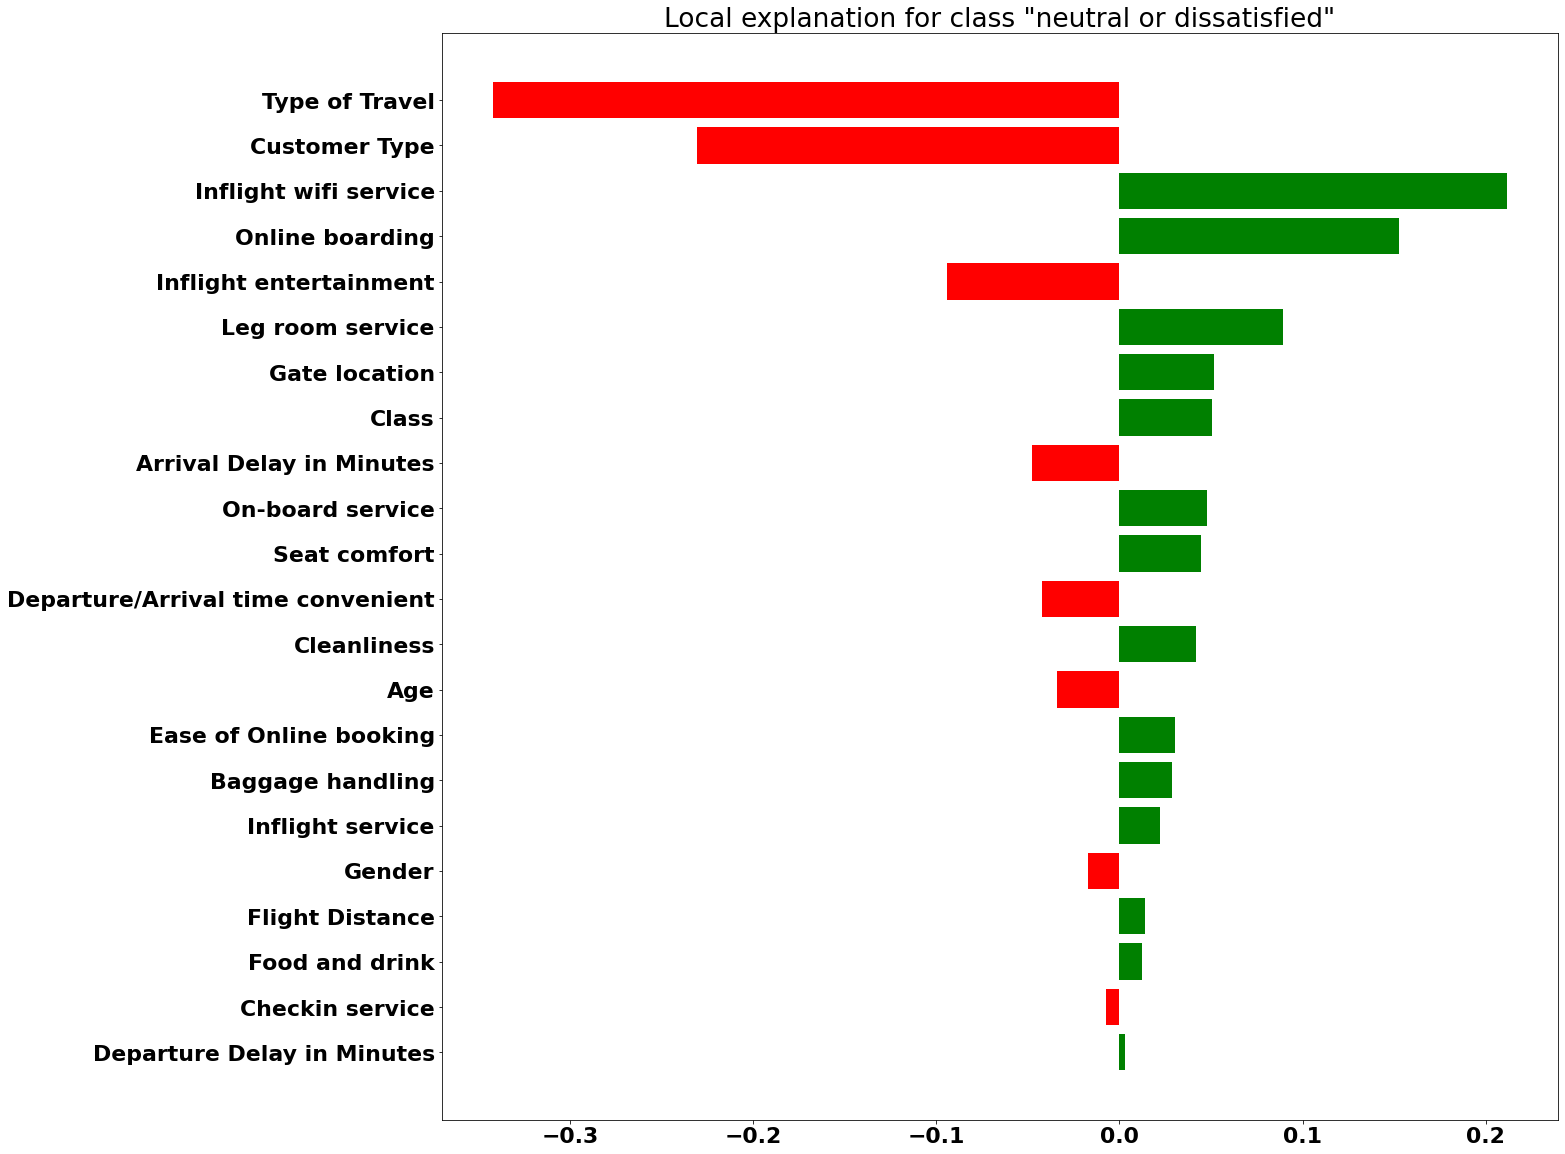 Local explanation for class "neutral or dissatisfied"
Type of Travel
Customer Type
Inflight wifi service
Online boarding
Inflight entertainment
Leg room service
Gate location
Class
Arrival Delay in Minutes
On-board service
Seat comfort
Departure/Arrival time convenient
Cleanliness
Age
Ease of Online booking
Baggage handling
Inflight service
Gender
Flight Distance
Food and drink
Checkin service
Departure Delay in Minutes
−0.3 −0.2 −0.1 0.0 0.1 0.2